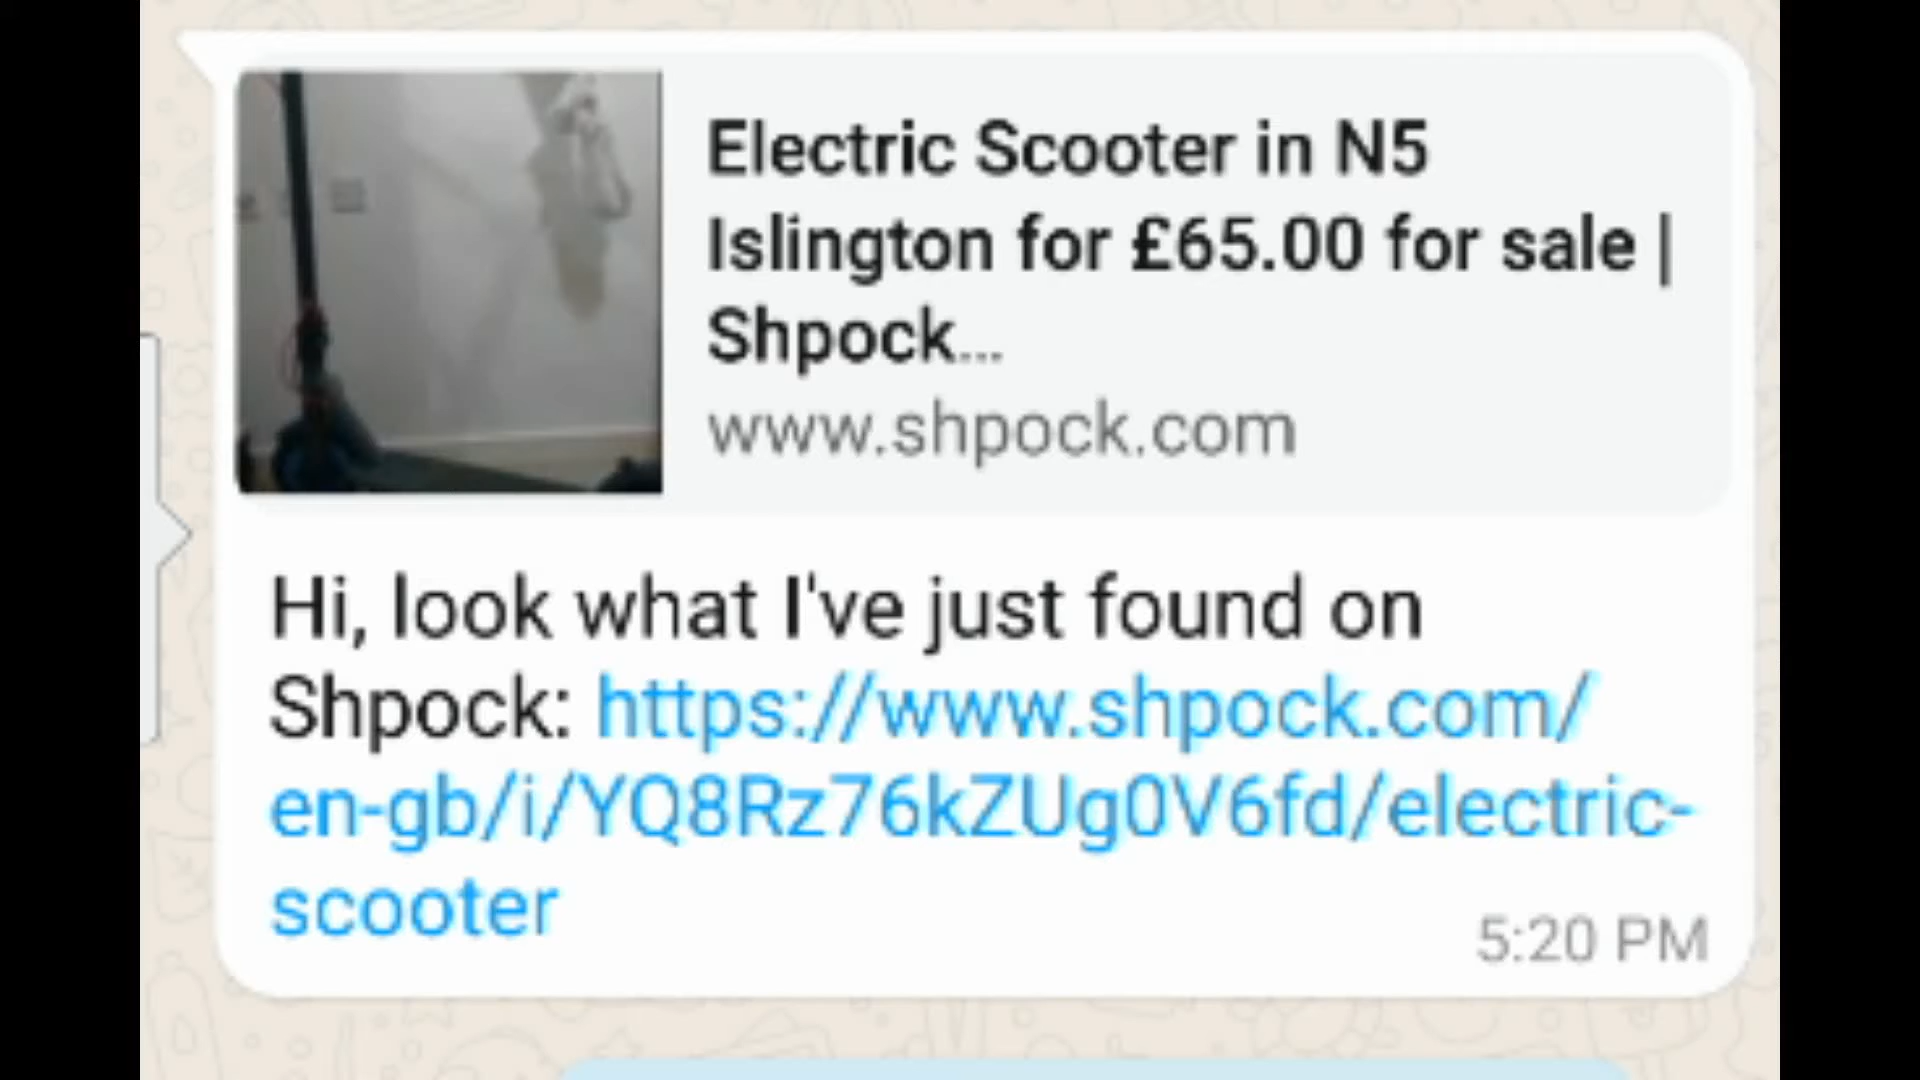 Electric Scooter in N5
Islington for £65.00 for sale |
Shpock...
www.shpock.com
Hi, look what I've just found on
Shpock: https://www.shpock.com/
en-gb/i/YQ8Rz76kZUg0V6fd/electric-
scooter
5:20 PM